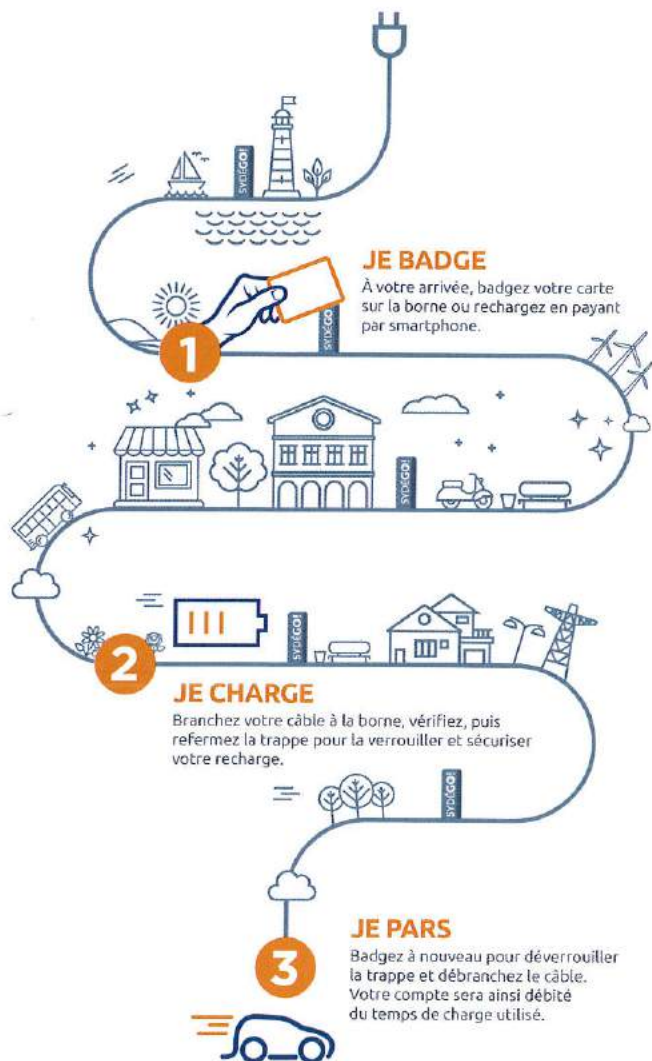 SYDEGO!
JE BADGE
À votre arrivée, badgez votre carte
sur la borne ou rechargez en payant
par smartphone.
SYDEGO!
1
SYDEGO!
SYDEGO!
2
JE CHARGE
Branchez votre câble à la borne, vérifiez, puis
refermez la trappe pour la verrouiller et sécuriser
votre recharge.
SYDEGO!
JE PARS
3
Badgez à nouveau pour déverrouiller
la trappe et débranchez le câble.
Votre compte sera ainsi débité
du temps de charge utilisé.